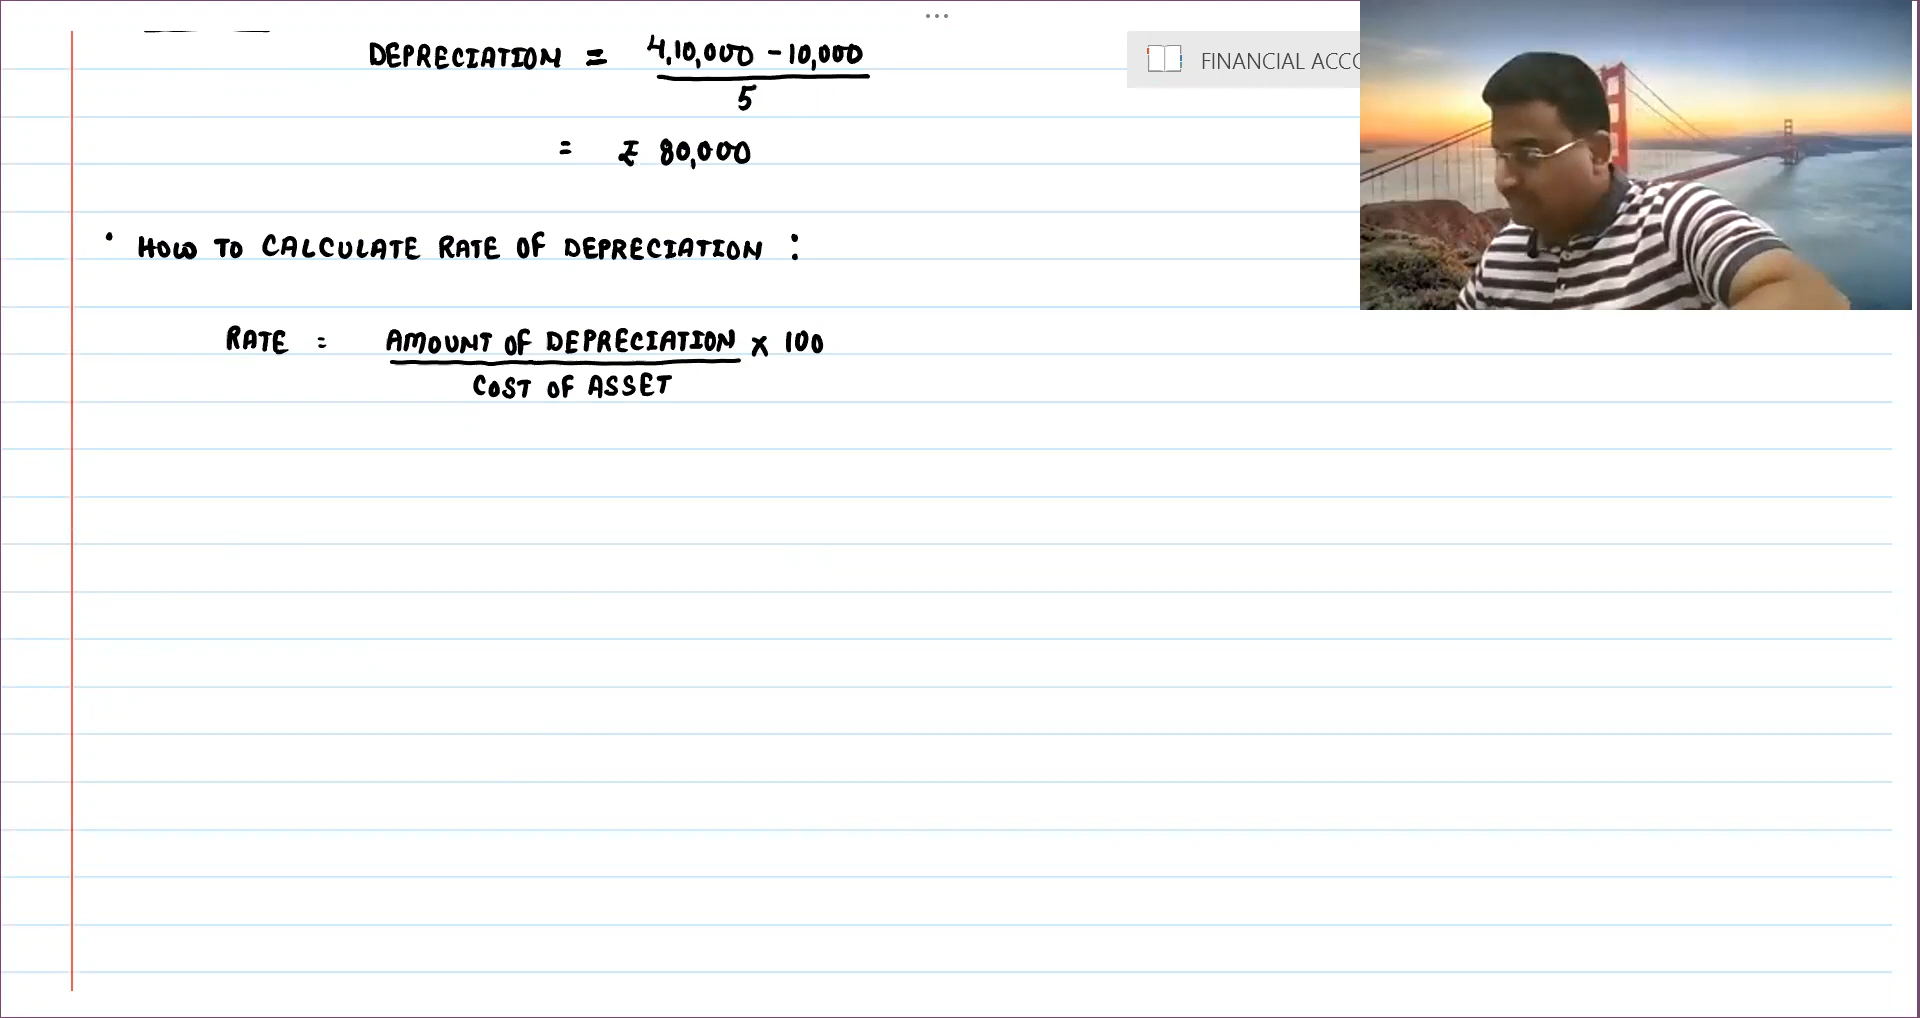 DEPRECIATION = 4,10,000 - 10,000
5
= ₹ 80,000
FINANCIAL ACCO
• HOW TO CALCULATE RATE OF DEPRECIATION :
RATE = AMOUNT OF DEPRECIATION x 100
COST OF ASSET